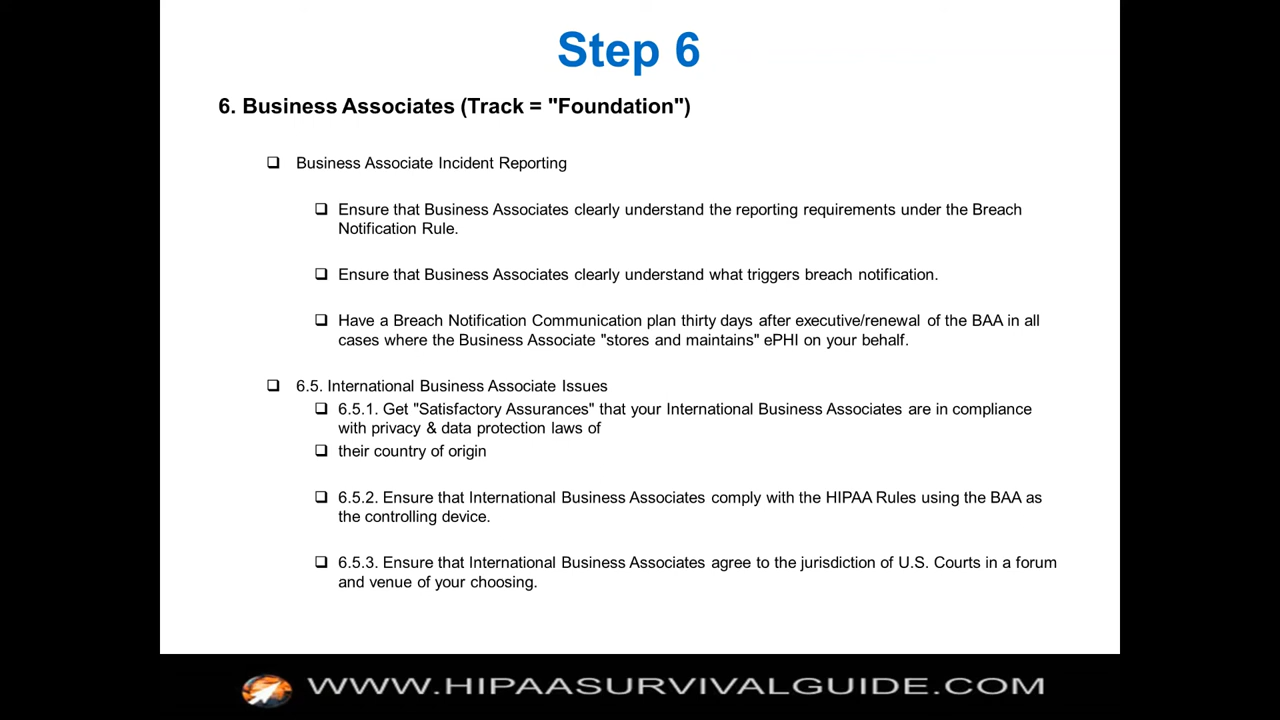 Step 6
6. Business Associates (Track = "Foundation")
❑ Business Associate Incident Reporting
❑ Ensure that Business Associates clearly understand the reporting requirements under the Breach
Notification Rule.
❑ Ensure that Business Associates clearly understand what triggers breach notification.
❑ Have a Breach Notification Communication plan thirty days after executive/renewal of the BAA in all
cases where the Business Associate "stores and maintains" ePHI on your behalf.
❑ 6.5. International Business Associate Issues
❑ 6.5.1. Get "Satisfactory Assurances" that your International Business Associates are in compliance
with privacy & data protection laws of
❑ their country of origin
❑ 6.5.2. Ensure that International Business Associates comply with the HIPAA Rules using the BAA as
the controlling device.
❑ 6.5.3. Ensure that International Business Associates agree to the jurisdiction of U.S. Courts in a forum
and venue of your choosing.
WWW.HIPAASURVIVALGUIDE.COM